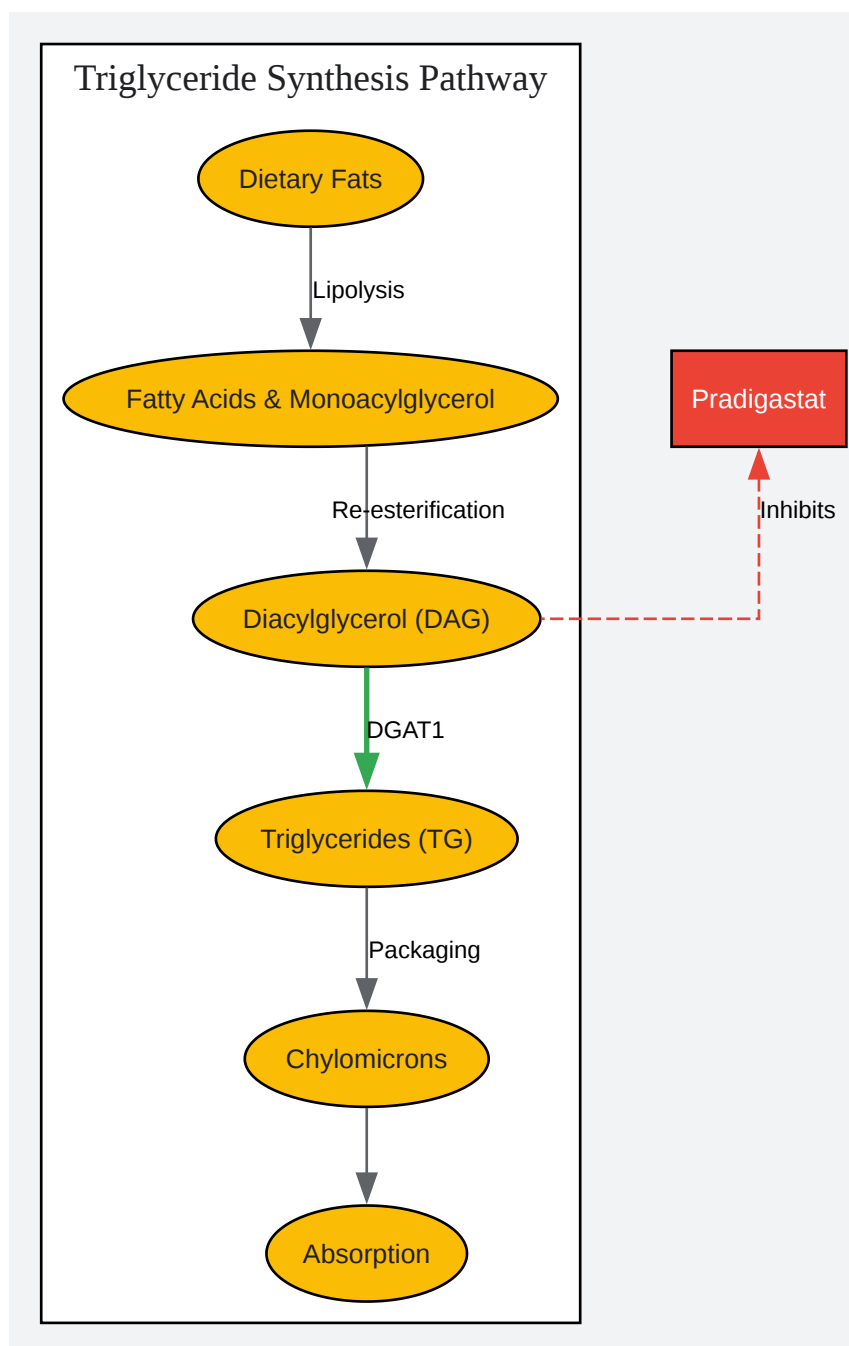 Triglyceride Synthesis Pathway
Dietary Fats
Lipolysis
Fatty Acids & Monoacylglycerol
Pradigastat
Re-esterification
Inhibits
Diacylglycerol (DAG)
DGAT1
Triglycerides (TG)
Packaging
Chylomicrons
Absorption